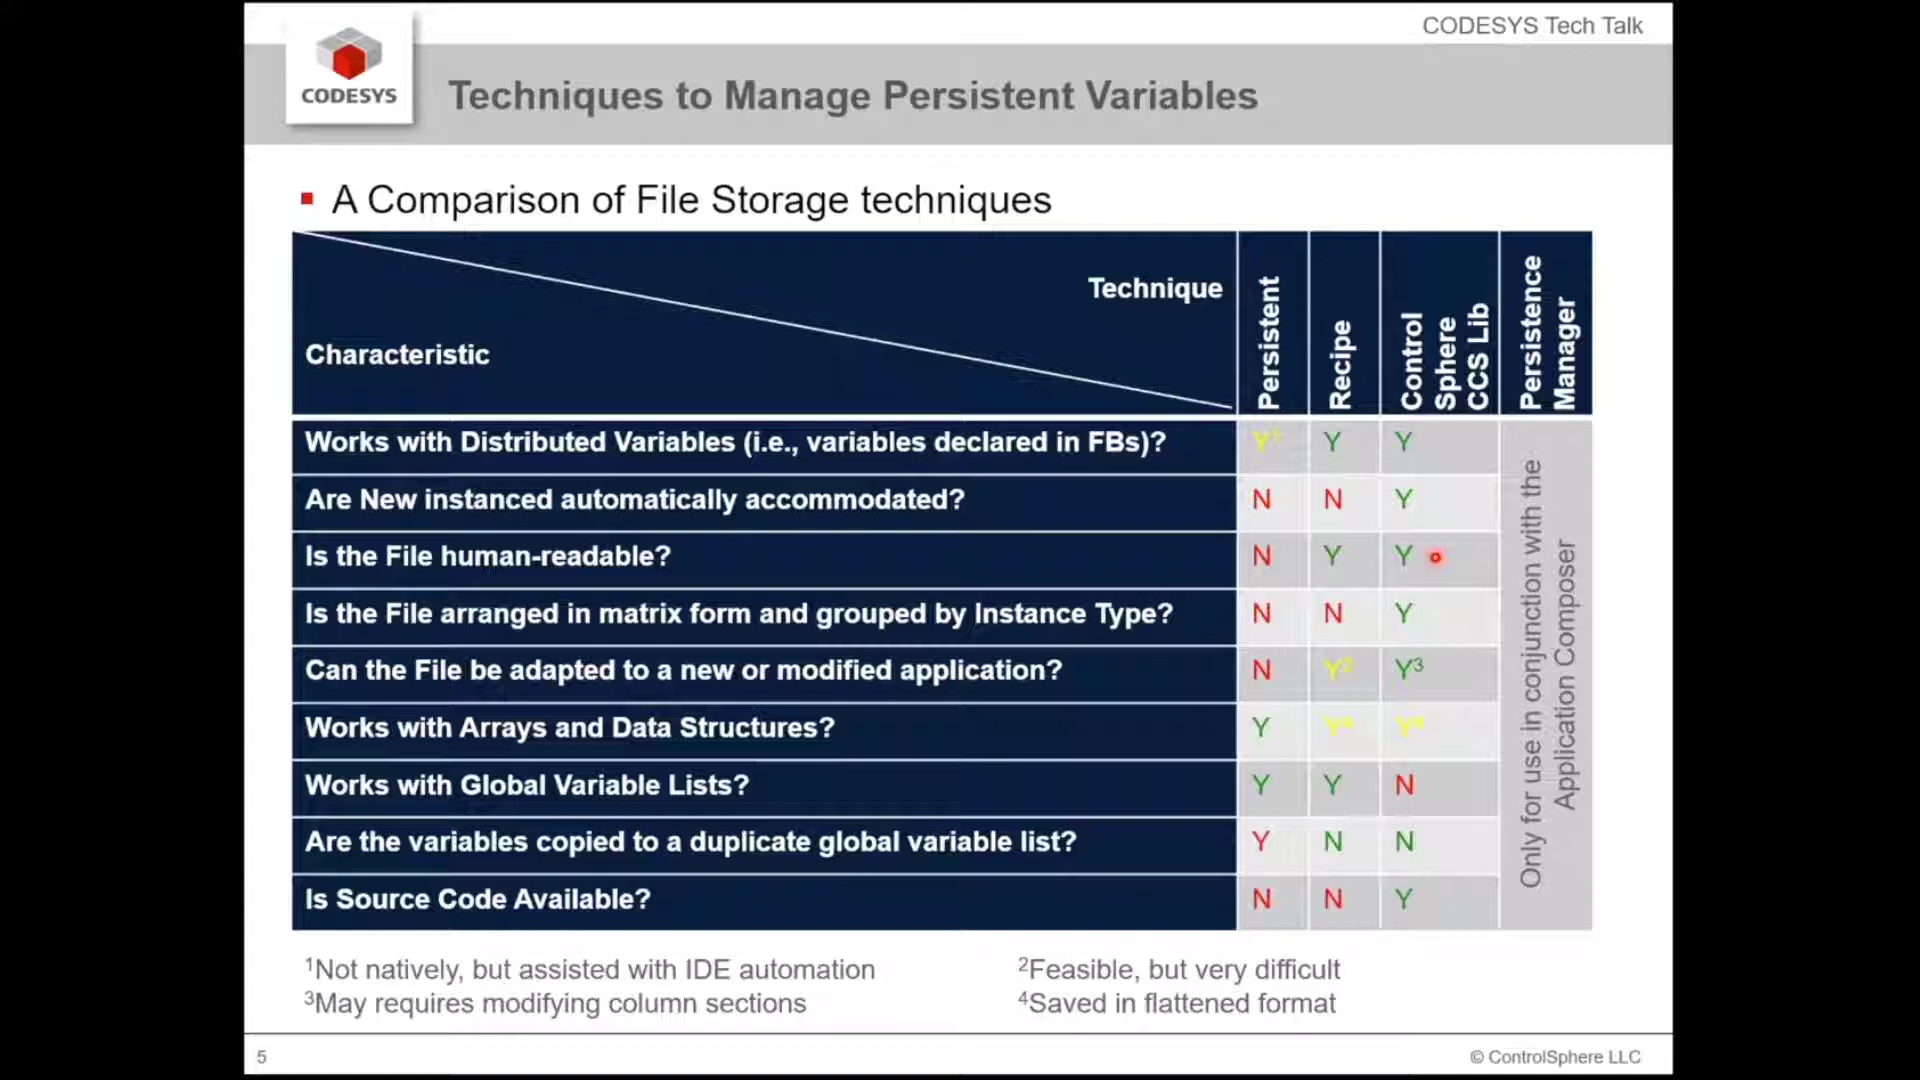 CODESYS Tech Talk
CODESYS
Techniques to Manage Persistent Variables
A Comparison of File Storage techniques
Technique
Characteristic
Persistent
Recipe
Control
Sphere
CCS Lib
Persistence
Manager
Works with Distributed Variables (i.e., variables declared in FBs)? Y¹ Y Y
Are New instanced automatically accommodated? N N Y
Is the File human-readable? N Y Y
Is the File arranged in matrix form and grouped by Instance Type? N N Y
Can the File be adapted to a new or modified application? N Y² Y³
Works with Arrays and Data Structures? Y Y⁴ Y⁴
Works with Global Variable Lists? Y Y N
Are the variables copied to a duplicate global variable list? Y N N
Is Source Code Available? N N Y
Only for use in conjunction with the
Application Composer
¹Not natively, but assisted with IDE automation
²Feasible, but very difficult
³May requires modifying column sections
⁴Saved in flattened format
5
© ControlSphere LLC